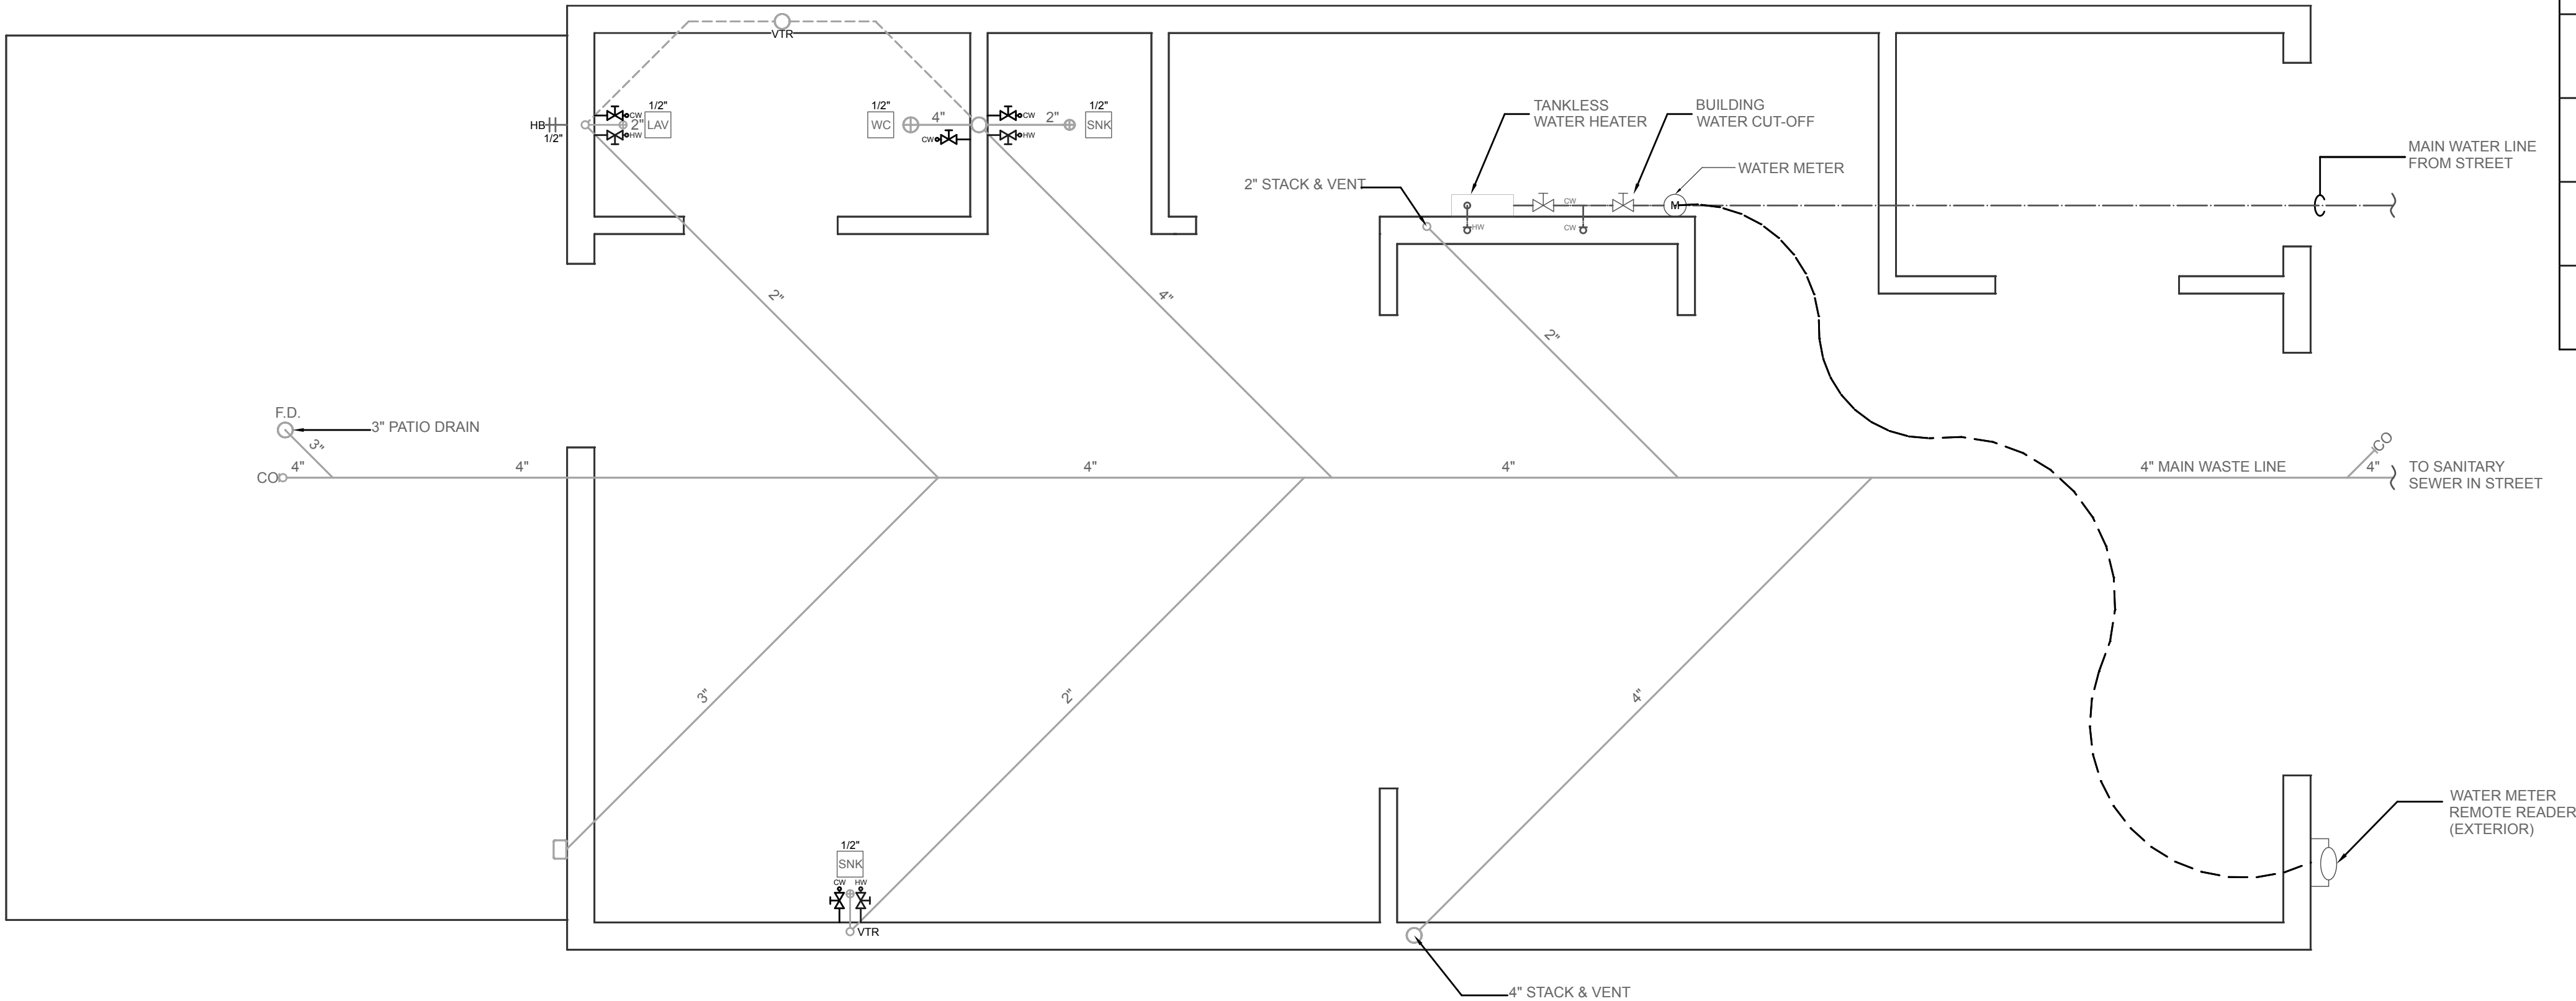 VTR
HB
1/2"
CW
HW
2"
1/2"
LAV
1/2"
WC
4"
CW
CW
HW
2"
1/2"
SNK
TANKLESS
WATER HEATER
BUILDING
WATER CUT-OFF
WATER METER
2" STACK & VENT
CW
M
HW
CW
MAIN WATER LINE
FROM STREET
2"
4"
2"
F.D.
3" PATIO DRAIN
3"
CO
4"
4"
4"
4"
4" MAIN WASTE LINE
CO
4"
TO SANITARY
SEWER IN STREET
3"
2"
4"
WATER METER
REMOTE READER
(EXTERIOR)
1/2"
SNK
CW HW
VTR
4" STACK & VENT